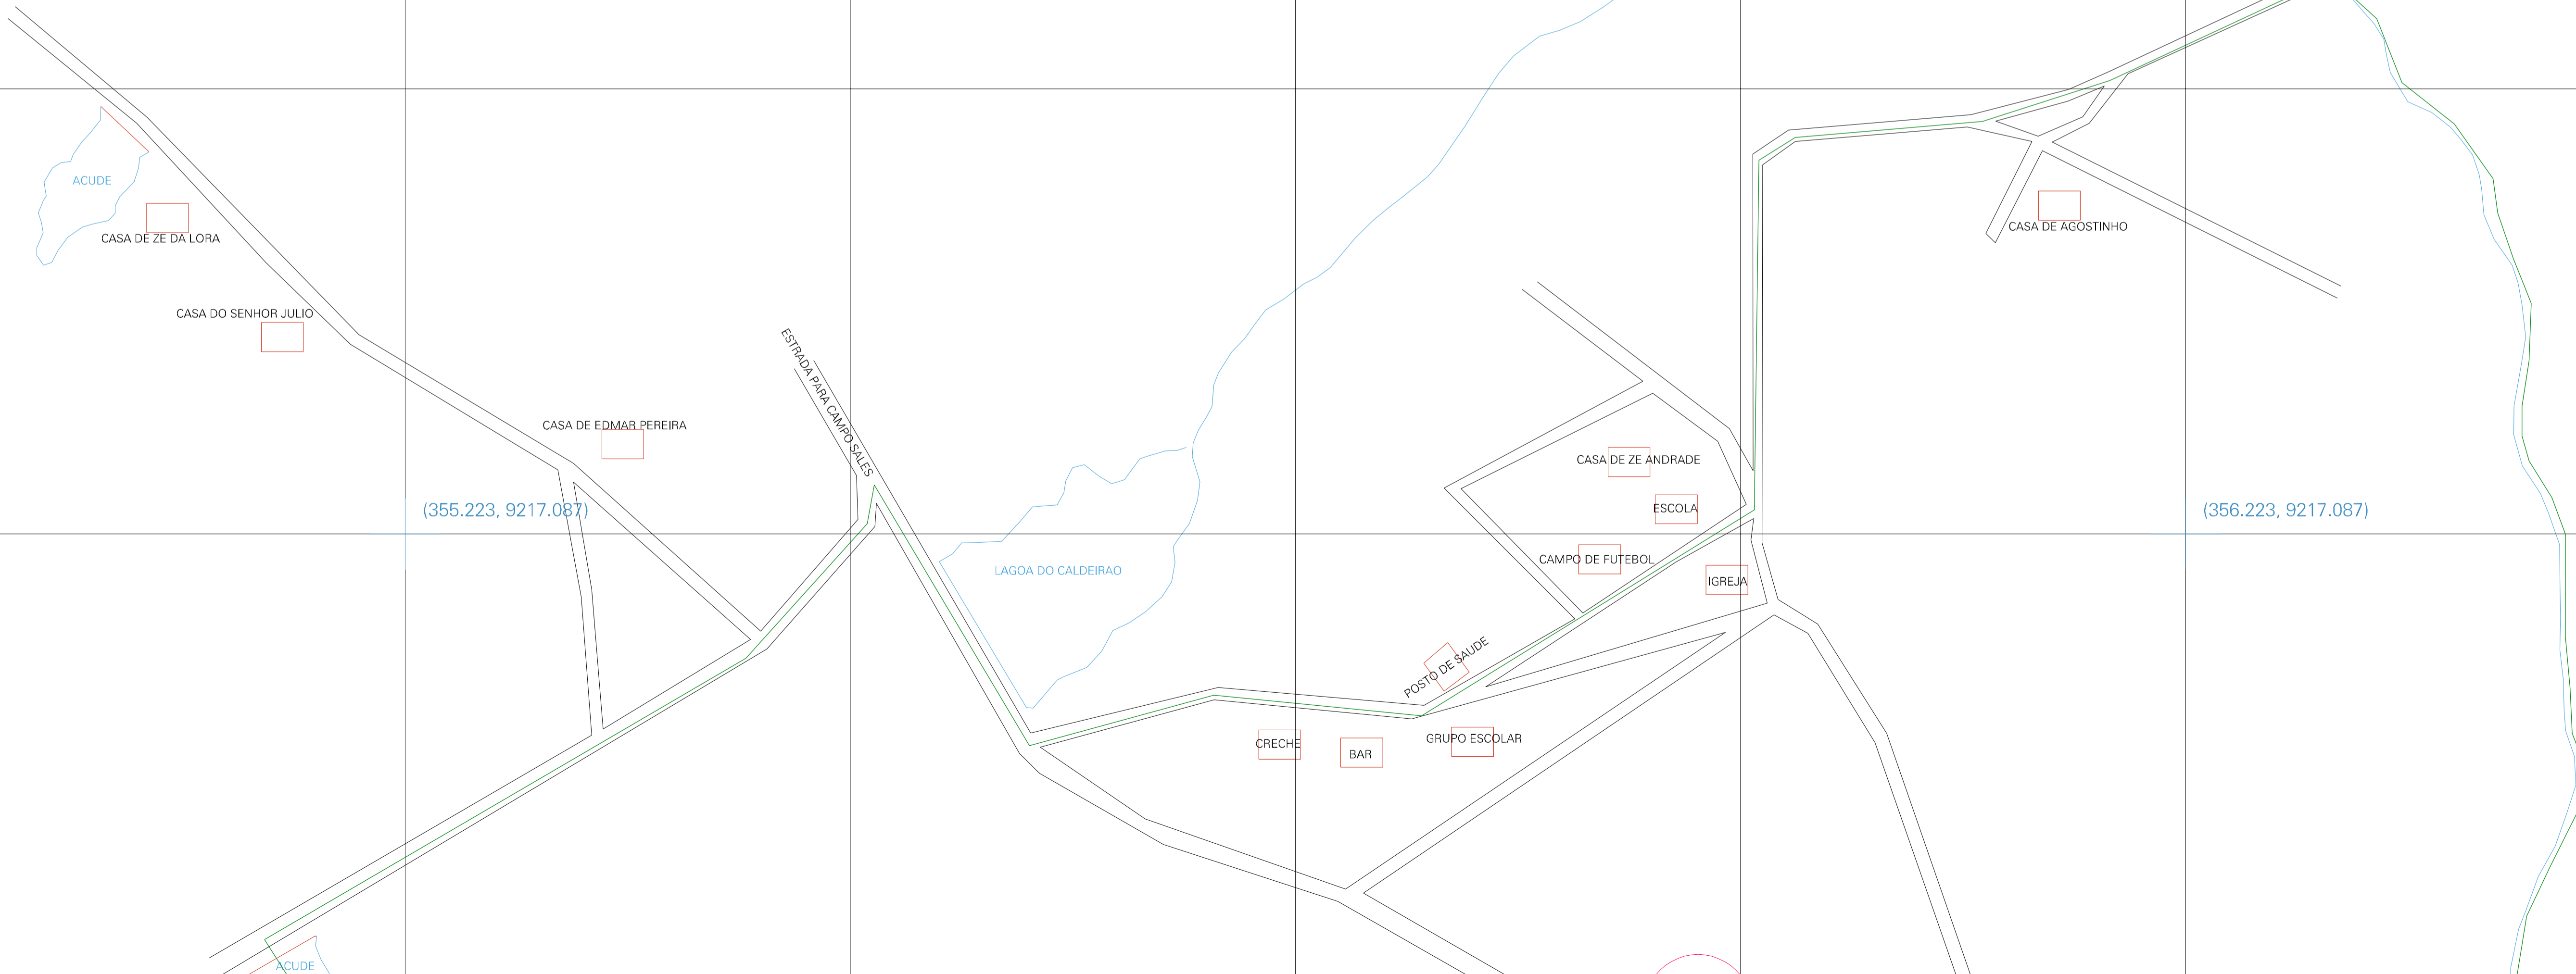 ACUDE
CASA DE ZE DA LORA
CASA DO SENHOR JULIO
CASA DE EDMAR PEREIRA
ESTRADA PARA CAMPO SALES
(355.223, 9217.087)
LAGOA DO CALDEIRAO
CASA DE AGOSTINHO
CASA DE ZE ANDRADE
ESCOLA
(356.223, 9217.087)
CAMPO DE FUTEBOL
IGREJA
POSTO DE SAUDE
CRECHE
BAR
GRUPO ESCOLAR
ACUDE